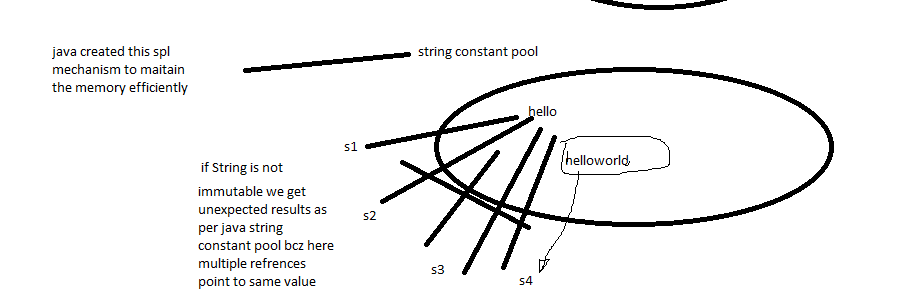 java created this spl
mechanism to maitain
the memory efficiently
string constant pool
hello
s1
helloworld
if String is not
immutable we get
unexpected results as
per java string
constant pool bcz here
multiple refrences
point to same value
s2
s3
s4